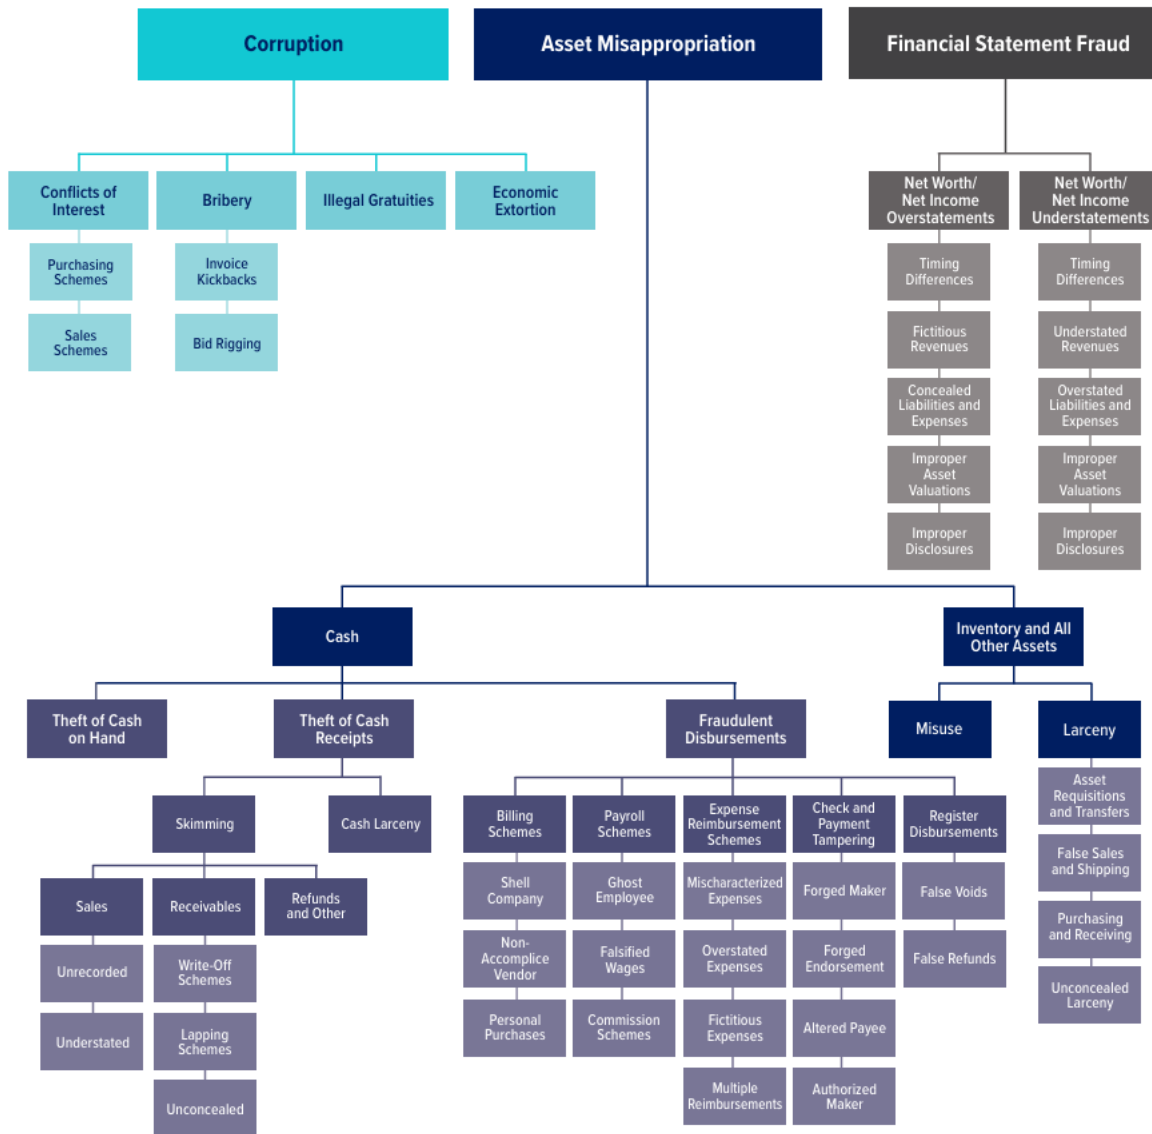 Corruption
Asset Misappropriation
Financial Statement Fraud
Conflicts of
Interest
Bribery
Illegal Gratuities
Economic
Extortion
Net Worth/
Net Income
Overstatements
Net Worth/
Net Income
Understatements
Purchasing
Schemes
Sales
Schemes
Invoice
Kickbacks
Bid Rigging
Timing
Differences
Fictitious
Revenues
Concealed
Liabilities and
Expenses
Improper
Asset
Valuations
Improper
Disclosures
Timing
Differences
Understated
Revenues
Overstated
Liabilities and
Expenses
Improper
Asset
Valuations
Improper
Disclosures
Cash
Inventory and All
Other Assets
Theft of Cash
on Hand
Theft of Cash
Receipts
Fraudulent
Disbursements
Misuse
Larceny
Skimming
Cash Larceny
Sales
Unrecorded
Understated
Receivables
Write-Off
Schemes
Lapping
Schemes
Unconcealed
Refunds
and Other
Billing
Schemes
Shell
Company
Non-
Accomplice
Vendor
Personal
Purchases
Payroll
Schemes
Ghost
Employee
Falsified
Wages
Commission
Schemes
Expense
Reimbursement
Schemes
Mischaracterized
Expenses
Overstated
Expenses
Fictitious
Expenses
Multiple
Reimbursements
Check and
Payment
Tampering
Forged Maker
Forged
Endorsement
Altered Payee
Authorized
Maker
Register
Disbursements
False Voids
False Refunds
Asset
Requisitions
and Transfers
False Sales
and Shipping
Purchasing
and Receiving
Unconcealed
Larceny